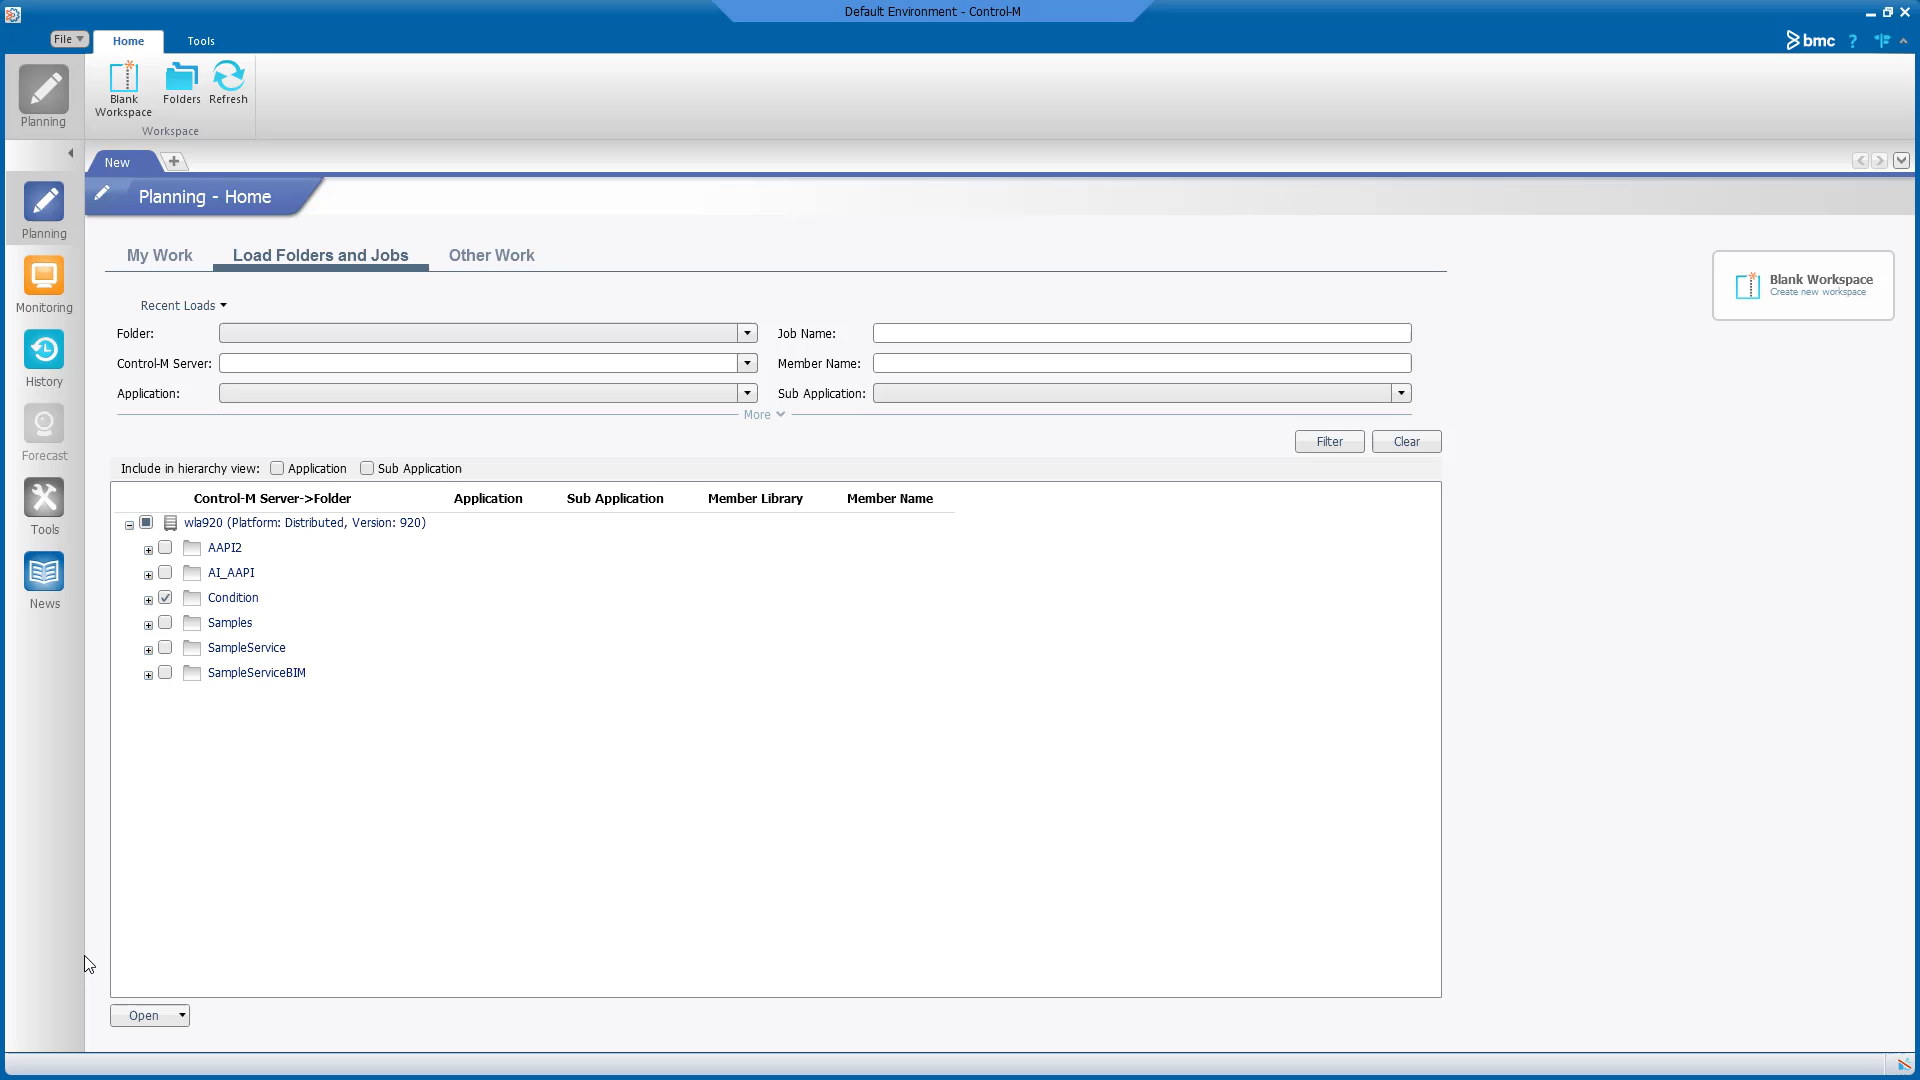 Default Environment - Control-M
File
Home
Tools
bmc
?
Planning
Blank Workspace
Folders
Refresh
Workspace
New
Planning - Home
Planning
Monitoring
History
Forecast
Tools
News
My Work
Load Folders and Jobs
Other Work
Blank Workspace
Create new workspace
Recent Loads
Folder:
Job Name:
Control-M Server:
Member Name:
Application:
Sub Application:
More
Filter
Clear
Include in hierarchy view: Application Sub Application
Control-M Server->Folder Application Sub Application Member Library Member Name
wla920 (Platform: Distributed, Version: 920)
AAPI2
AI_AAPI
Condition
Samples
SampleService
SampleServiceBIM
Open